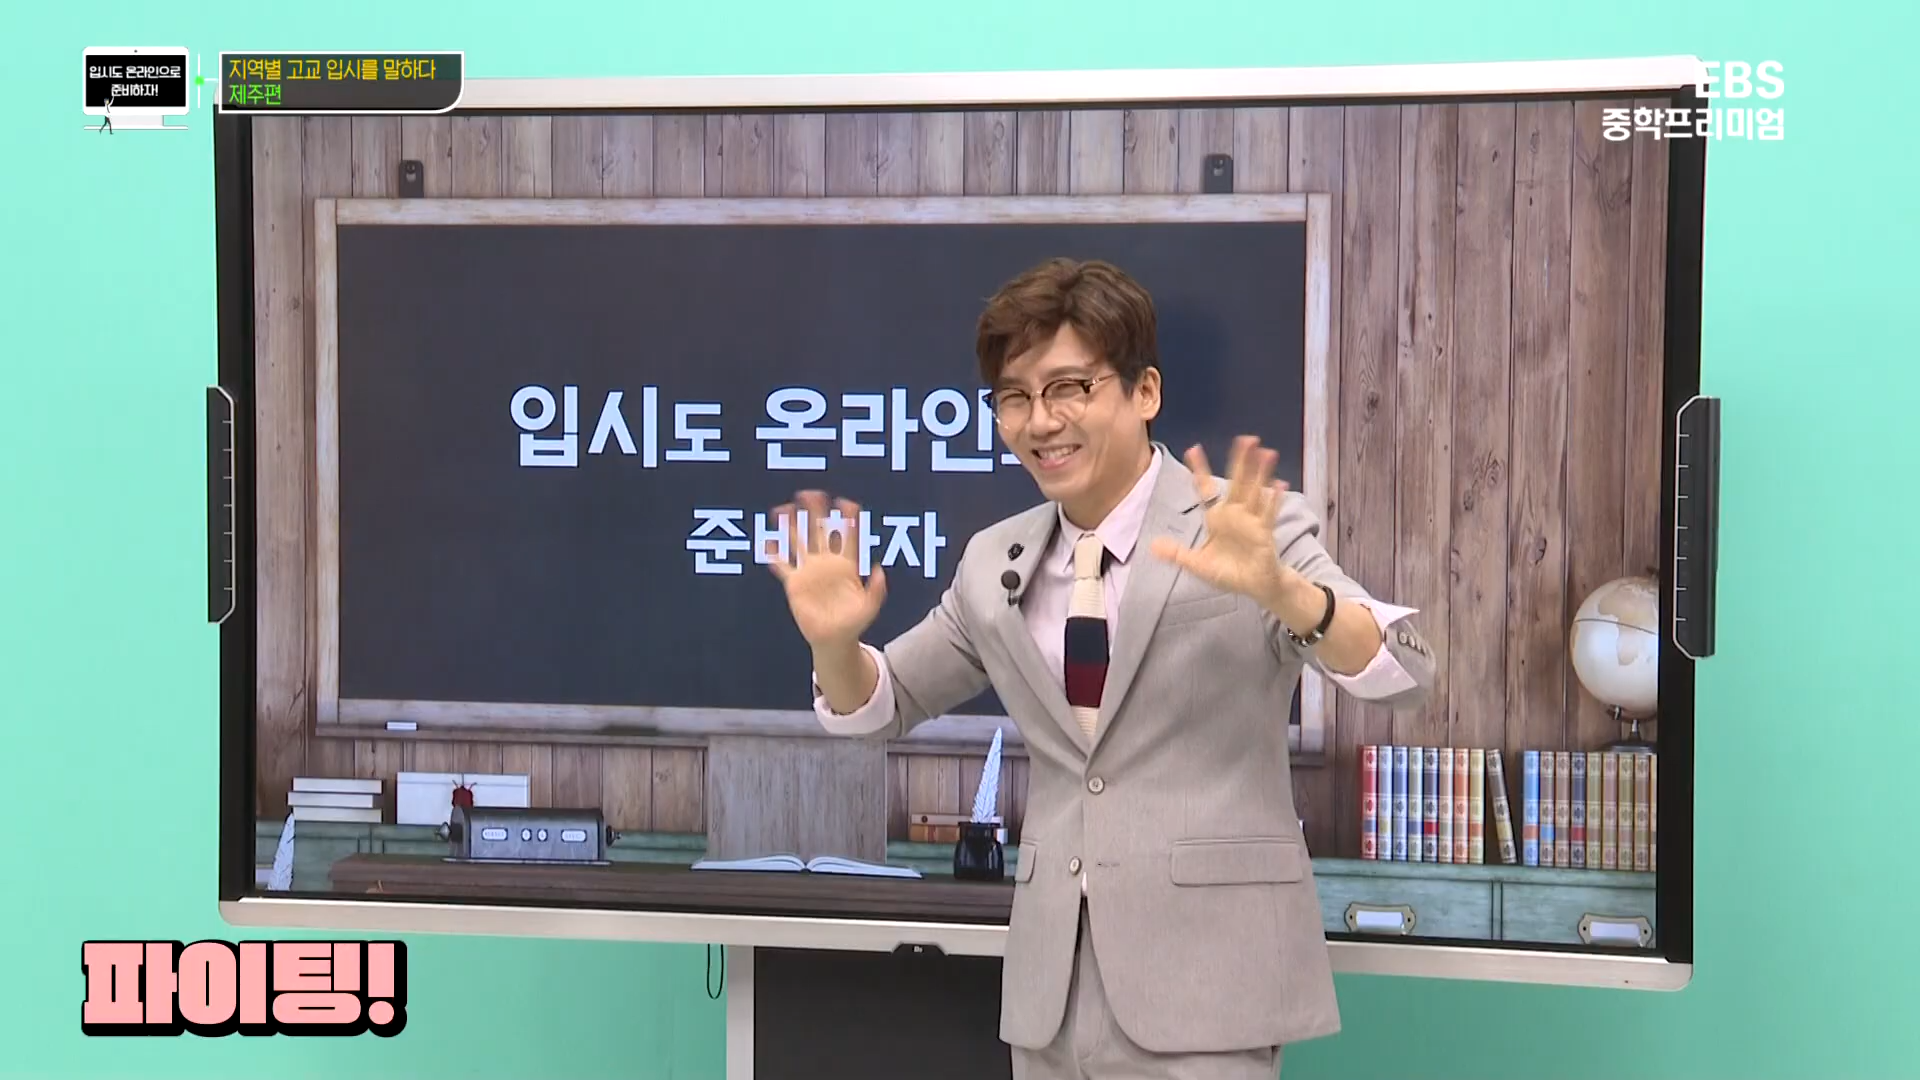 입시도 온라인으로
준비하자!
지역별 고교 입시를 말하다
제주편
EBS
중학프리미엄
입시도 온라인
준비하자
파이팅!